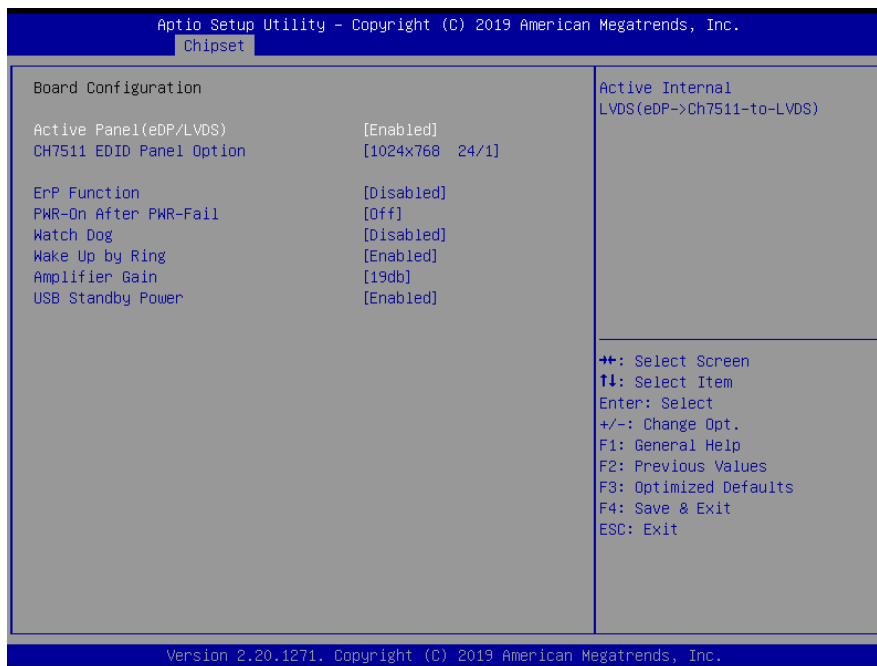 Aptio Setup Utility – Copyright (C) 2019 American Megatrends, Inc.
Chipset
Board Configuration
Active Panel(eDP/LVDS) [Enabled]
CH7511 EDID Panel Option [1024x768 24/1]
ErP Function [Disabled]
PWR-On After PWR-Fail [Off]
Watch Dog [Disabled]
Wake Up by Ring [Enabled]
Amplifier Gain [19db]
USB Standby Power [Enabled]
Active Internal
LVDS(eDP->Ch7511-to-LVDS)
→←: Select Screen
↑↓: Select Item
Enter: Select
+/-: Change Opt.
F1: General Help
F2: Previous Values
F3: Optimized Defaults
F4: Save & Exit
ESC: Exit
Version 2.20.1271. Copyright (C) 2019 American Megatrends, Inc.